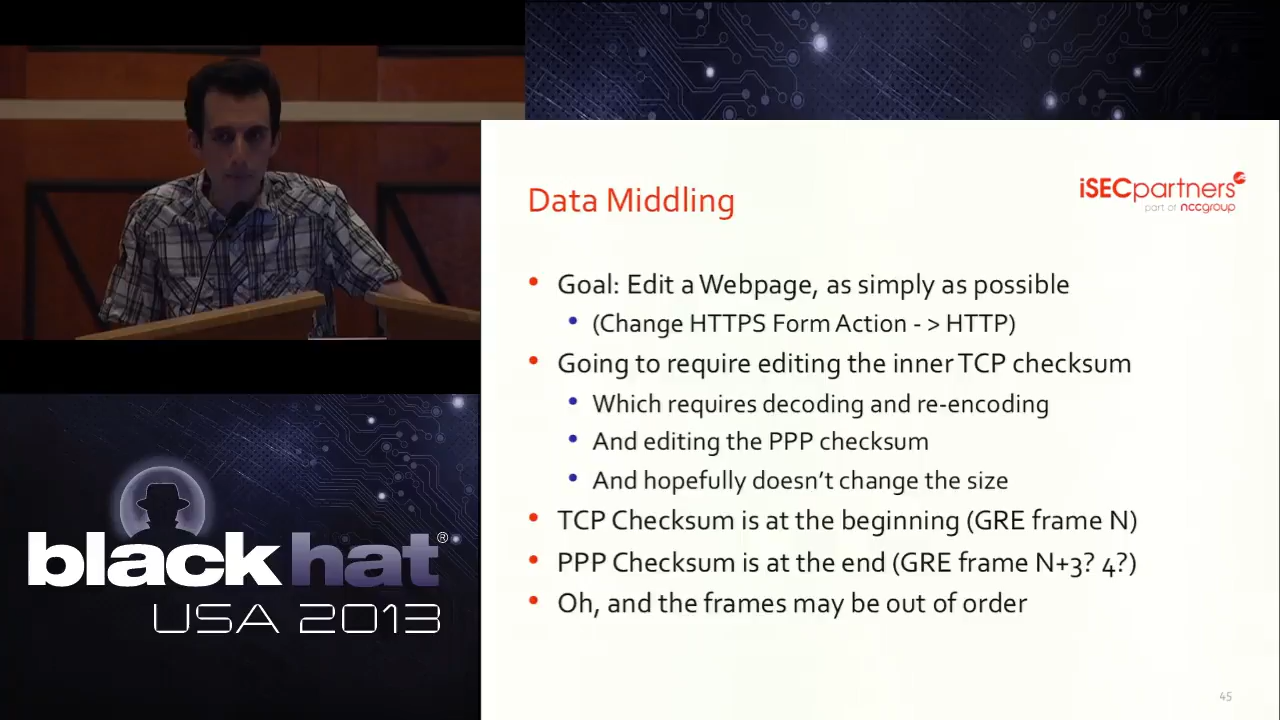 Data Middling
iSECpartners
part of nccgroup
• Goal: Edit a Webpage, as simply as possible
• (Change HTTPS Form Action - > HTTP)
• Going to require editing the inner TCP checksum
• Which requires decoding and re-encoding
• And editing the PPP checksum
• And hopefully doesn't change the size
• TCP Checksum is at the beginning (GRE frame N)
• PPP Checksum is at the end (GRE frame N+3? 4?)
• Oh, and the frames may be out of order
45
black hat®
USA 2013